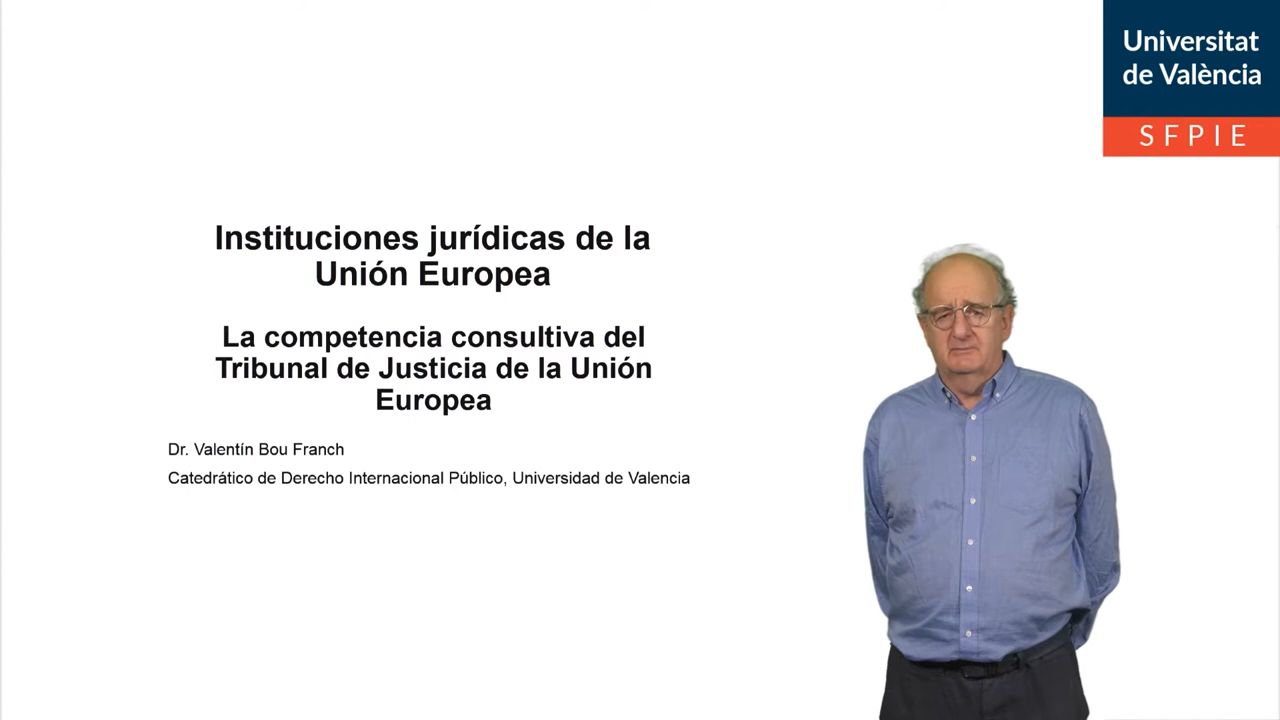 Universitat
de València
SFPIE
Instituciones jurídicas de la
Unión Europea
La competencia consultiva del
Tribunal de Justicia de la Unión
Europea
Dr. Valentín Bou Franch
Catedrático de Derecho Internacional Público, Universidad de Valencia